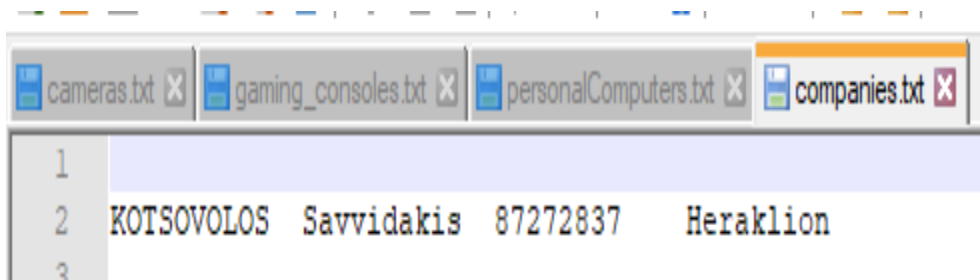 cameras.txt gaming_consoles.txt personalComputers.txt companies.txt
1
2 KOTSOVOLOS Savvidakis 87272837 Heraklion
3